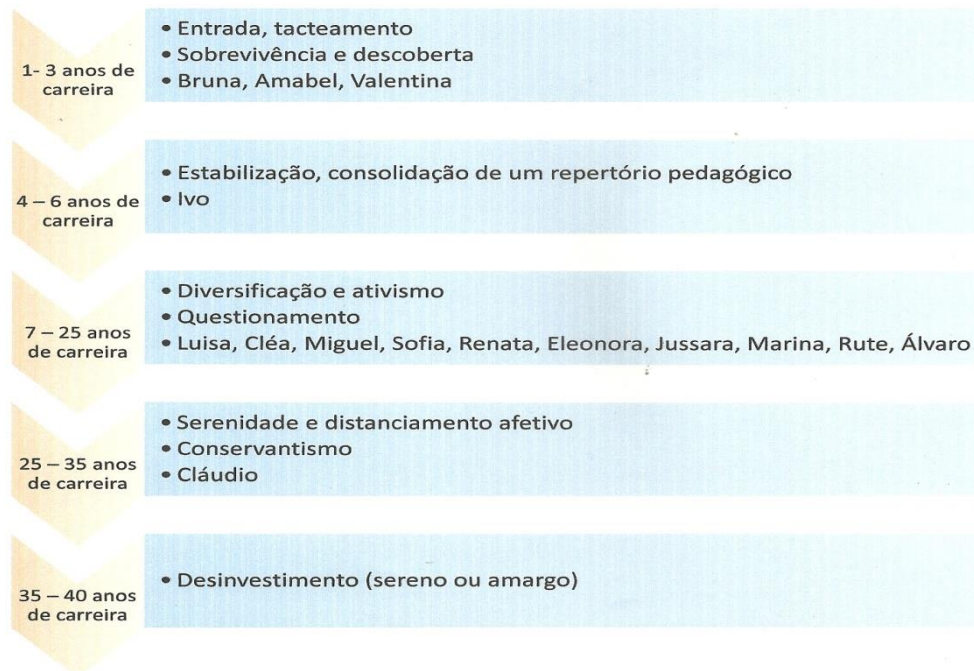 1- 3 anos de
carreira
• Entrada, tacteamento
• Sobrevivência e descoberta
• Bruna, Amabel, Valentina
4 – 6 anos de
carreira
• Estabilização, consolidação de um repertório pedagógico
• Ivo
7 – 25 anos
de carreira
• Diversificação e ativismo
• Questionamento
• Luisa, Cléa, Miguel, Sofia, Renata, Eleonora, Jussara, Marina, Rute, Álvaro
25 – 35 anos
de carreira
• Serenidade e distanciamento afetivo
• Conservantismo
• Cláudio
35 – 40 anos
de carreira
• Desinvestimento (sereno ou amargo)